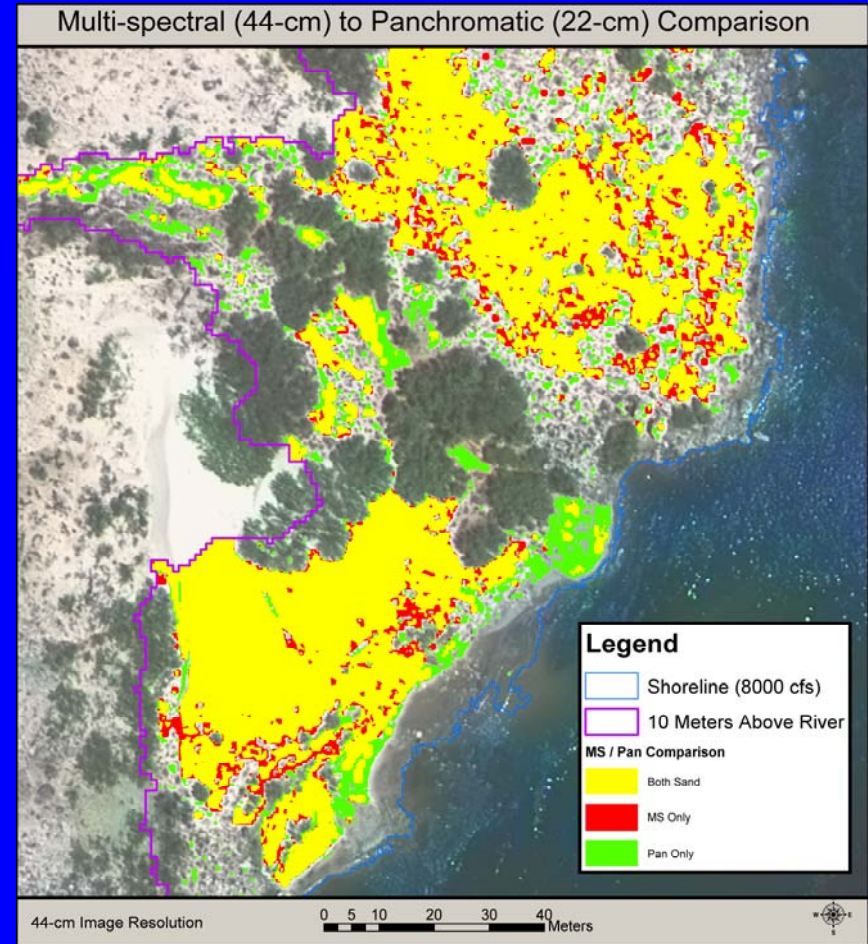 Multi-spectral (44-cm) to Panchromatic (22-cm) Comparison
Legend
Shoreline (8000 cfs)
10 Meters Above River
MS / Pan Comparison
Both Sand
MS Only
Pan Only
44-cm Image Resolution
0 5 10 20 30 40
Meters
N
W E
S